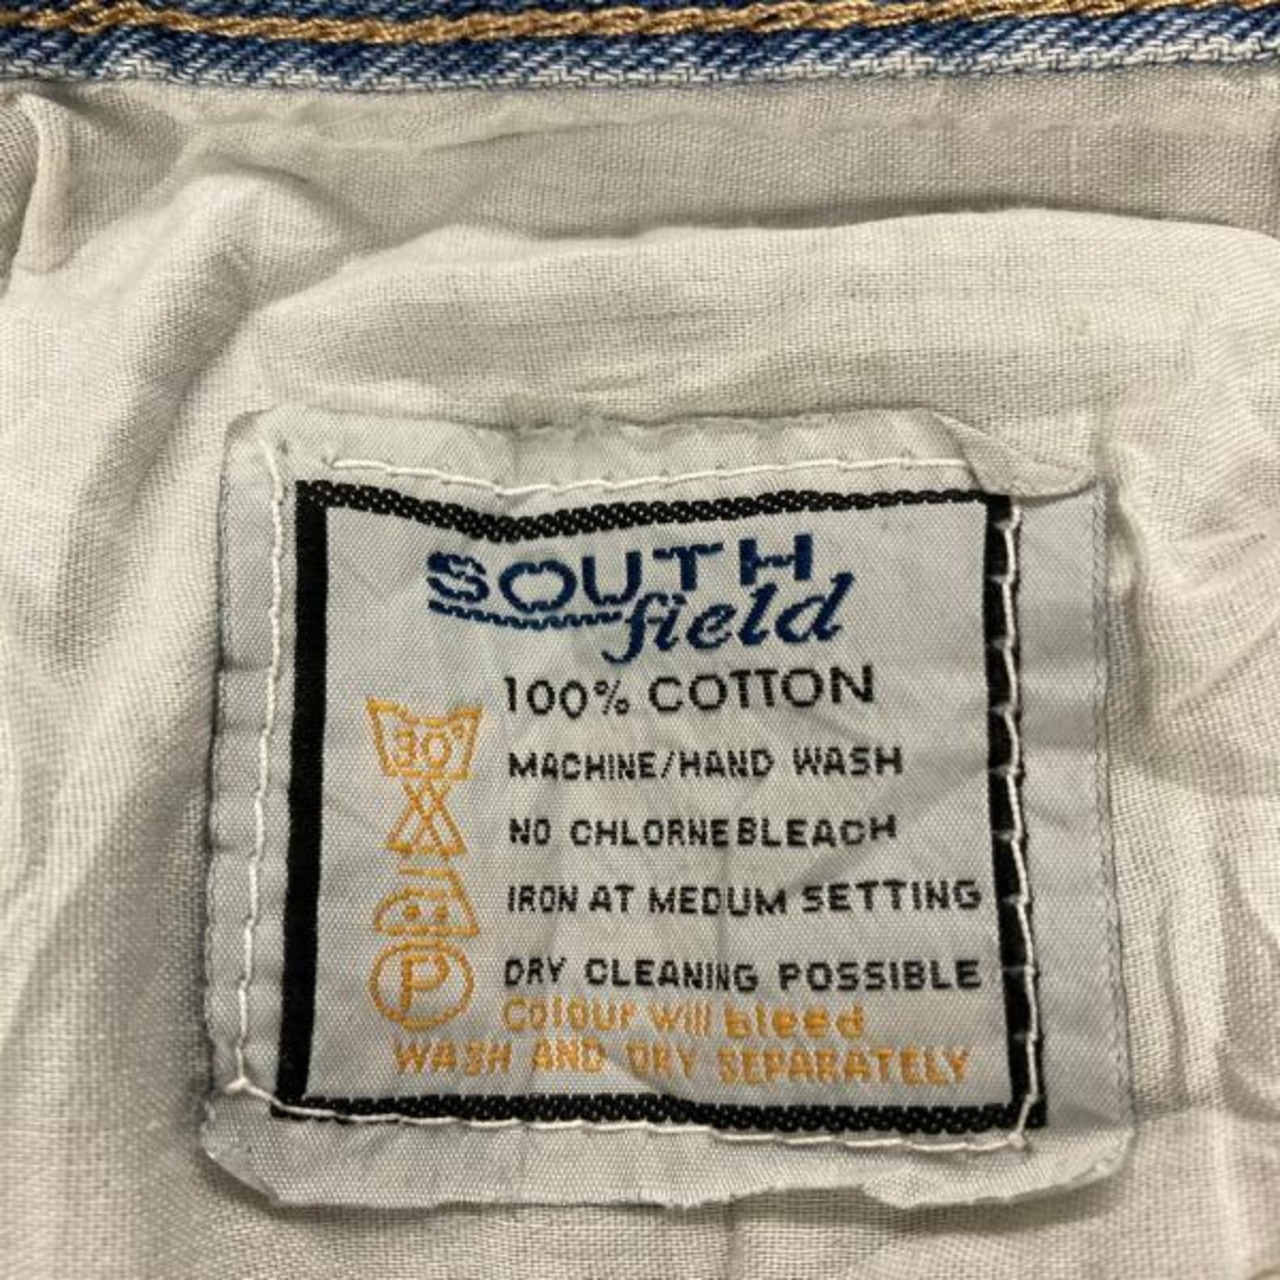 SOUTH
field
100% COTTON
30°
MACHINE/HAND WASH
NO CHLORNE BLEACH
IRON AT MEDUM SETTING
P
DRY CLEANING POSSIBLE
Colour will bleed
WASH AND DRY SEPARATELY